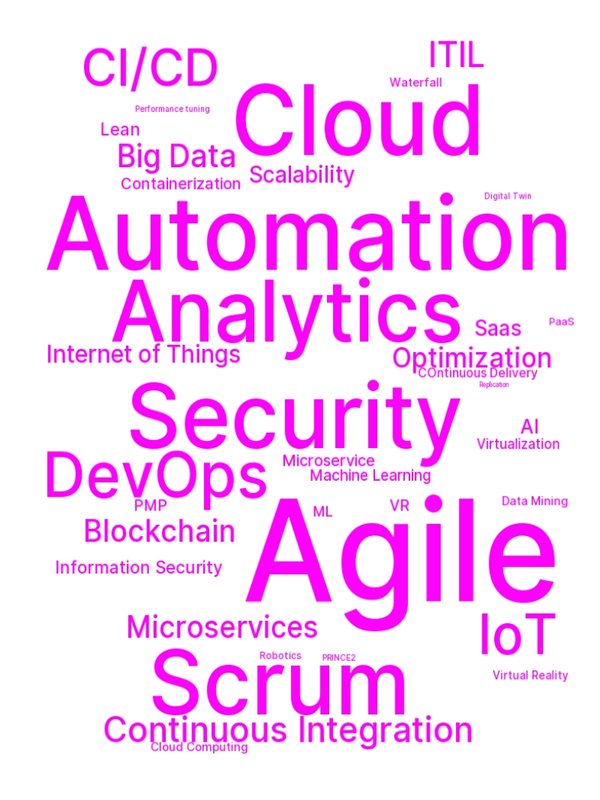 CI/CD
ITIL
Waterfall
Cloud
Performance tuning
Lean
Big Data
Scalability
Containerization
Digital Twin
Automation
Analytics
PaaS
Saas
Internet of Things
Optimization
COntinuous Delivery
Replication
Security
AI
Virtualization
Microservice
DevOps
Machine Learning
Data Mining
PMP
VR
ML
Blockchain
Agile
Information Security
Microservices
IoT
Robotics
PRINCE2
Virtual Reality
Scrum
Continuous Integration
Cloud Computing